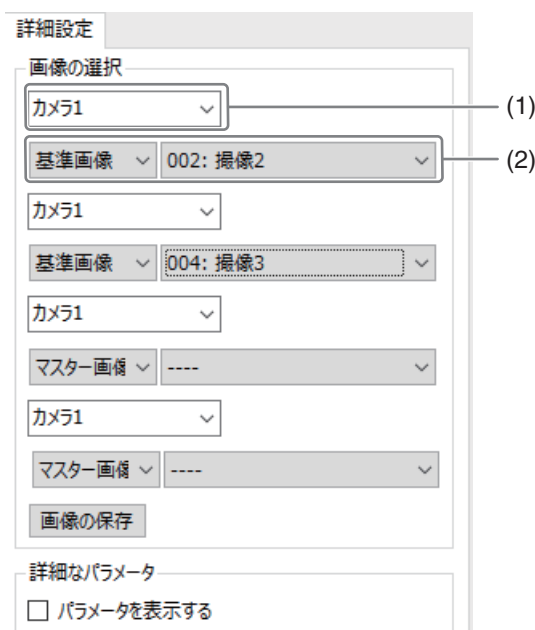 詳細設定
画像の選択
カメラ1
(1)
基準画像 002: 撮像2
(2)
カメラ1
基準画像 004: 撮像3
カメラ1
マスター画像 ----
カメラ1
マスター画像 ----
画像の保存
詳細なパラメータ
パラメータを表示する